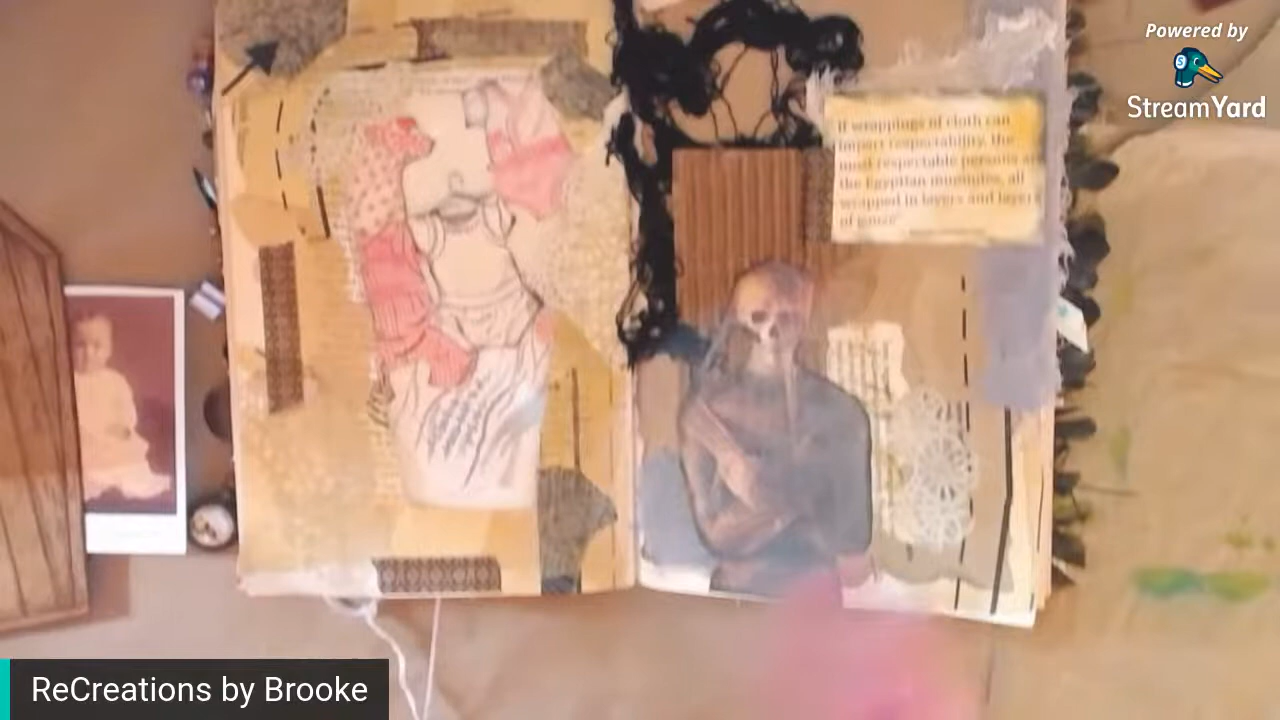 Powered by
StreamYard
If wrappings of cloth can
impart respectability, the
most respectable persons are
the Egyptian mummies, all
wrapped in layers and layers
of gauze
ReCreations by Brooke